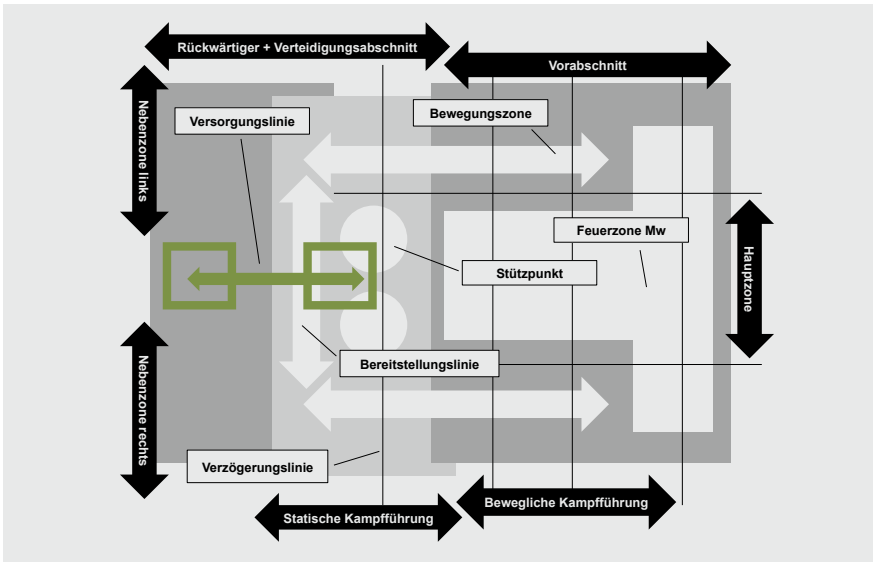 Rückwärtiger + Verteidigungsabschnitt
Vorabschnitt
Nebenzone links
Versorgungslinie
Bewegungszone
Feuerzone Mw
Hauptzone
Stützpunkt
Bereitstellungslinie
Nebenzone rechts
Verzögerungslinie
Statische Kampfführung
Bewegliche Kampfführung